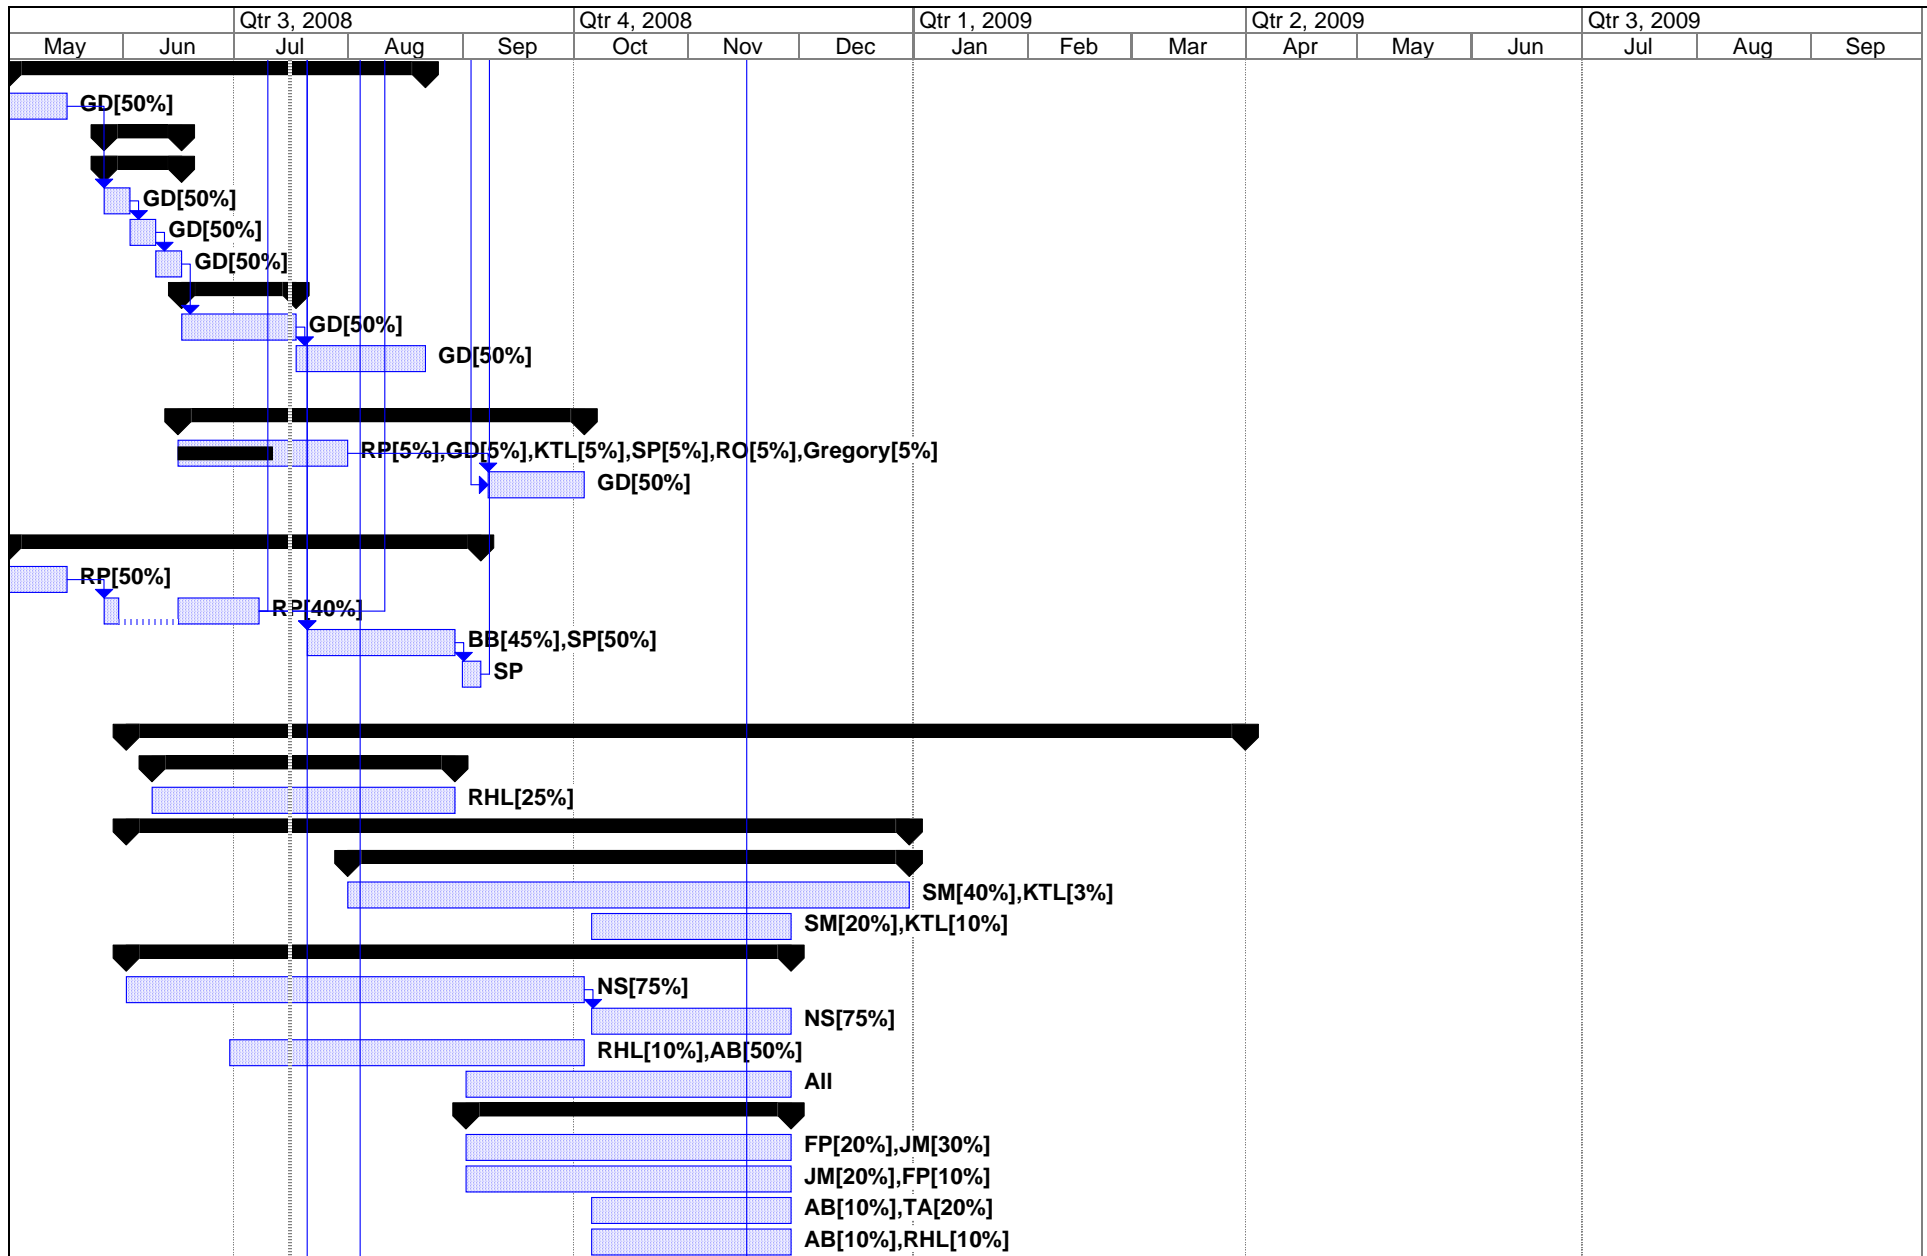 Qtr 3, 2008 Qtr 4, 2008 Qtr 1, 2009 Qtr 2, 2009 Qtr 3, 2009
May Jun Jul Aug Sep Oct Nov Dec Jan Feb Mar Apr May Jun Jul Aug Sep
GD[50%]
GD[50%]
GD[50%]
GD[50%]
GD[50%]
GD[50%]
RP[5%],GD[5%],KTL[5%],SP[5%],RO[5%],Gregory[5%]
GD[50%]
RP[50%]
RP[40%]
BB[45%],SP[50%]
SP
RHL[25%]
SM[40%],KTL[3%]
SM[20%],KTL[10%]
NS[75%]
NS[75%]
RHL[10%],AB[50%]
All
FP[20%],JM[30%]
JM[20%],FP[10%]
AB[10%],TA[20%]
AB[10%],RHL[10%]